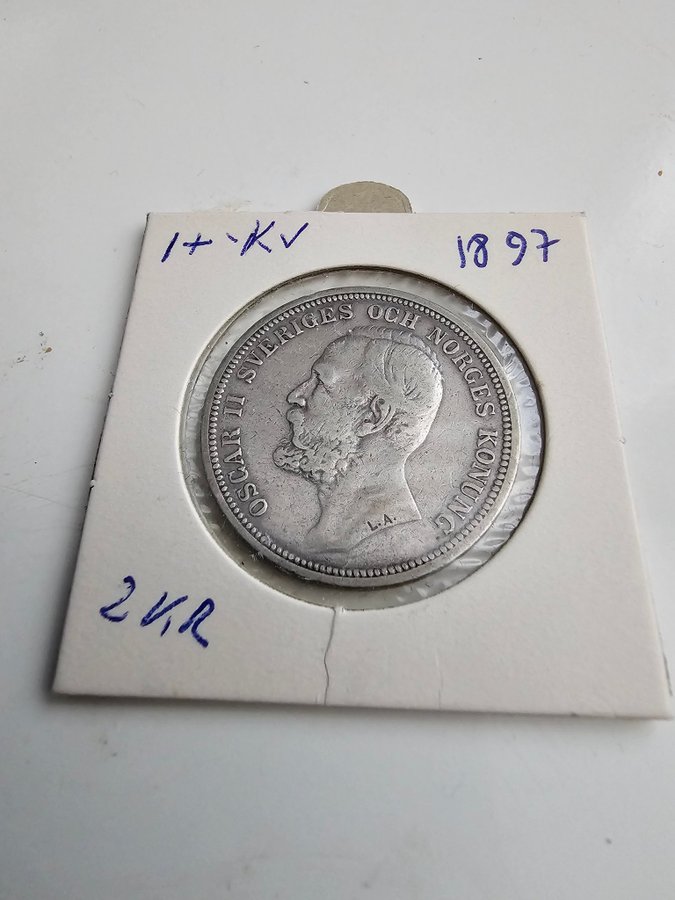 1+-KV
1897
OSCAR II SVERIGES OCH NORGES KONUNG
L.A.
2 KR